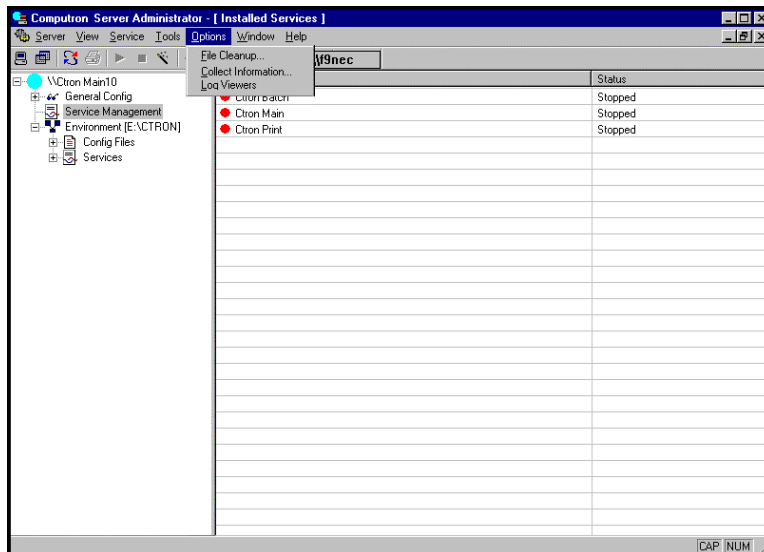 Computron Server Administrator - [ Installed Services ]
Server View Service Tools Options Window Help
File Cleanup...
Collect Information...
Log Viewers
\f9nec
\\Ctron Main10
General Config
Service Management
Environment [E:\CTRON]
Config Files
Services
Status
Ctron Batch Stopped
Ctron Main Stopped
Ctron Print Stopped
CAP NUM